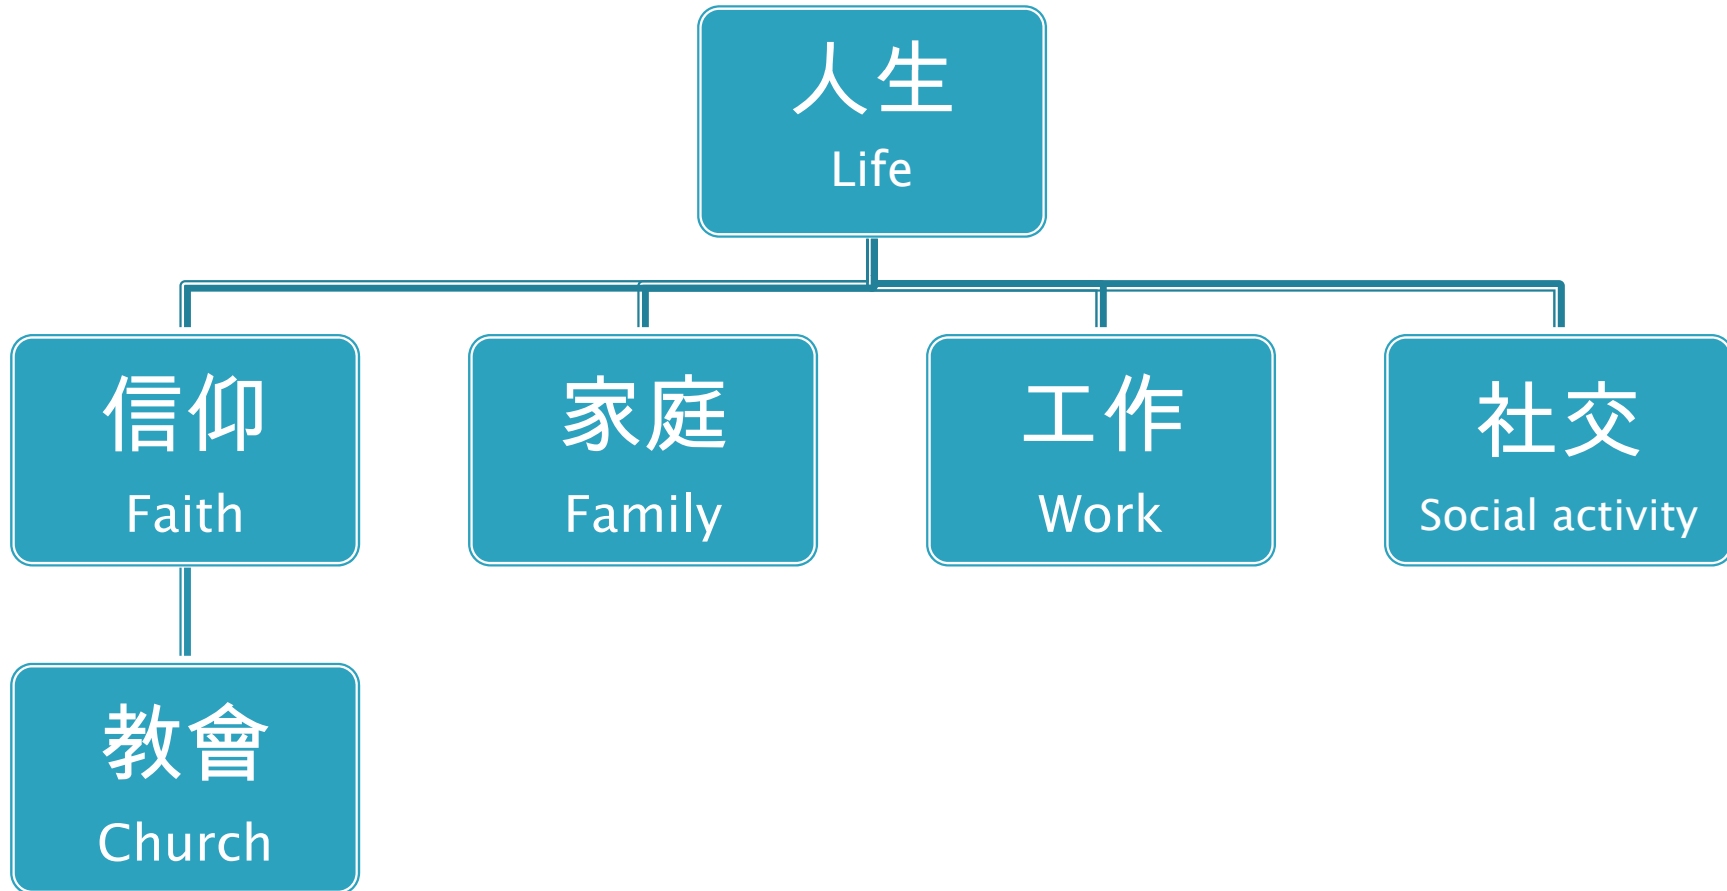 人生
Life
信仰
Faith
家庭
Family
工作
Work
社交
Social activity
教會
Church